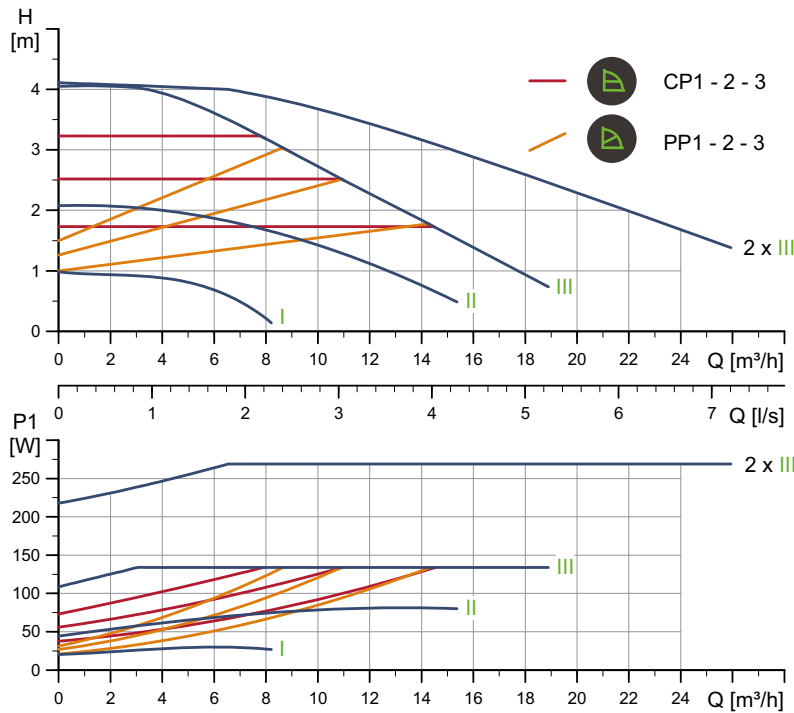 H
[m]
4
3
2
1
0
CP1 - 2 - 3
PP1 - 2 - 3
2 x III
III
II
I
0 2 4 6 8 10 12 14 16 18 20 22 24 Q [m³/h]
0 1 2 3 4 5 6 7 Q [l/s]
P1
[W]
250
200
150
100
50
0
2 x III
III
II
I
0 2 4 6 8 10 12 14 16 18 20 22 24 Q [m³/h]